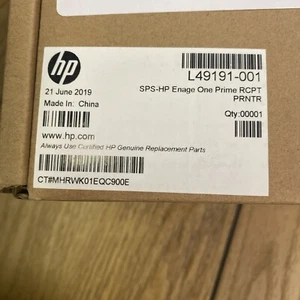 hp
L49191-001
21 June 2019
SPS-HP Enage One Prime RCPT
PRNTR
Made In: China
Qty:00001
www.hp.com
Always Use Certified HP Genuine Replacement Parts
CT#MHRWK01EQC900E